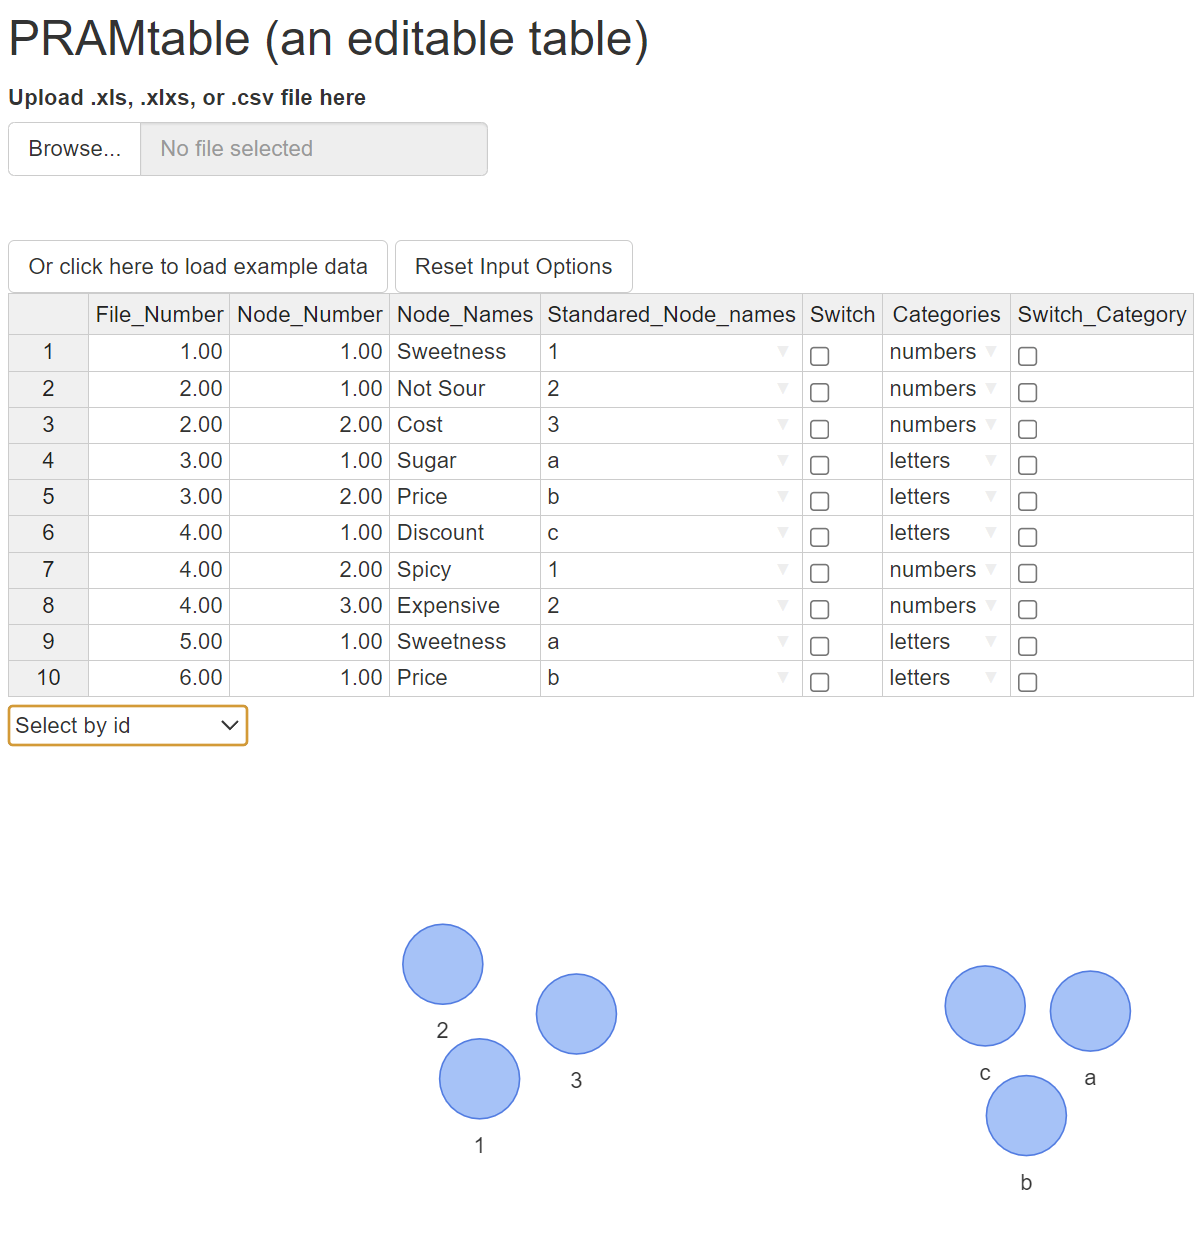 PRAMtable (an editable table)
Upload .xls, .xlxs, or .csv file here
Browse... No file selected
Or click here to load example data Reset Input Options
File_Number Node_Number Node_Names Standared_Node_names Switch Categories Switch_Category
1 1.00 1.00 Sweetness 1 numbers
2 2.00 1.00 Not Sour 2 numbers
3 2.00 2.00 Cost 3 numbers
4 3.00 1.00 Sugar a letters
5 3.00 2.00 Price b letters
6 4.00 1.00 Discount c letters
7 4.00 2.00 Spicy 1 numbers
8 4.00 3.00 Expensive 2 numbers
9 5.00 1.00 Sweetness a letters
10 6.00 1.00 Price b letters
Select by id
2
3
1
c
a
b